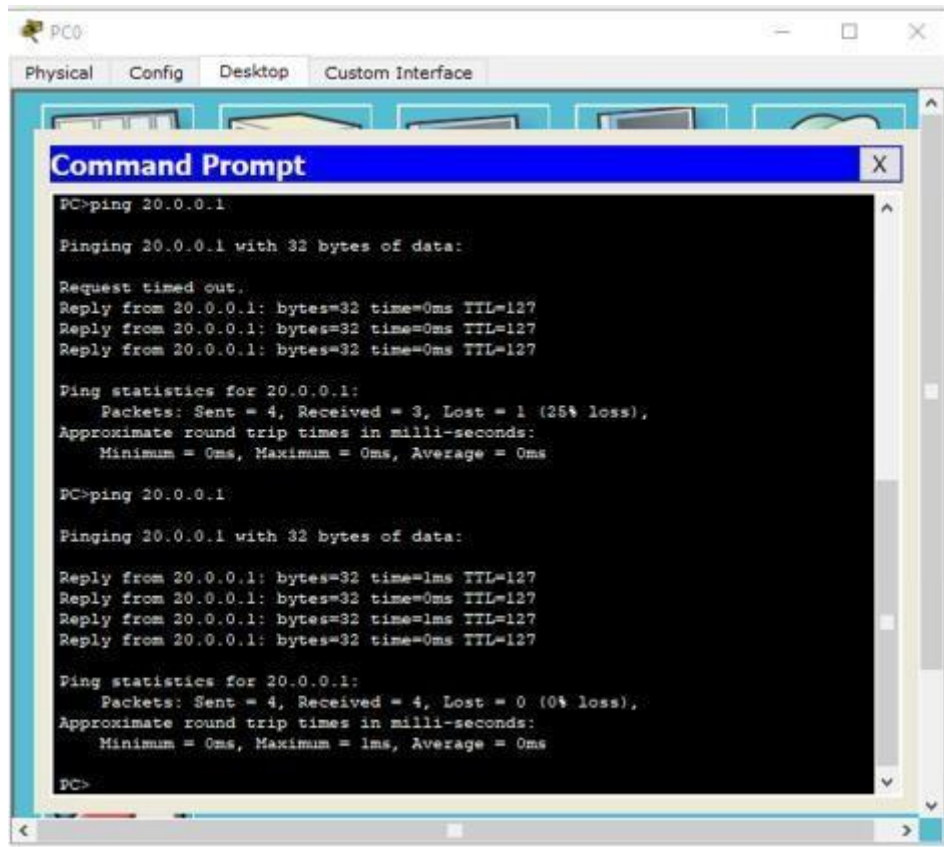 PC0
Physical Config Desktop Custom Interface
Command Prompt X
PC>ping 20.0.0.1
Pinging 20.0.0.1 with 32 bytes of data:
Request timed out.
Reply from 20.0.0.1: bytes=32 time=0ms TTL=127
Reply from 20.0.0.1: bytes=32 time=0ms TTL=127
Reply from 20.0.0.1: bytes=32 time=0ms TTL=127
Ping statistics for 20.0.0.1:
Packets: Sent = 4, Received = 3, Lost = 1 (25% loss),
Approximate round trip times in milli-seconds:
Minimum = 0ms, Maximum = 0ms, Average = 0ms
PC>ping 20.0.0.1
Pinging 20.0.0.1 with 32 bytes of data:
Reply from 20.0.0.1: bytes=32 time=1ms TTL=127
Reply from 20.0.0.1: bytes=32 time=0ms TTL=127
Reply from 20.0.0.1: bytes=32 time=1ms TTL=127
Reply from 20.0.0.1: bytes=32 time=0ms TTL=127
Ping statistics for 20.0.0.1:
Packets: Sent = 4, Received = 4, Lost = 0 (0% loss),
Approximate round trip times in milli-seconds:
Minimum = 0ms, Maximum = 1ms, Average = 0ms
PC>